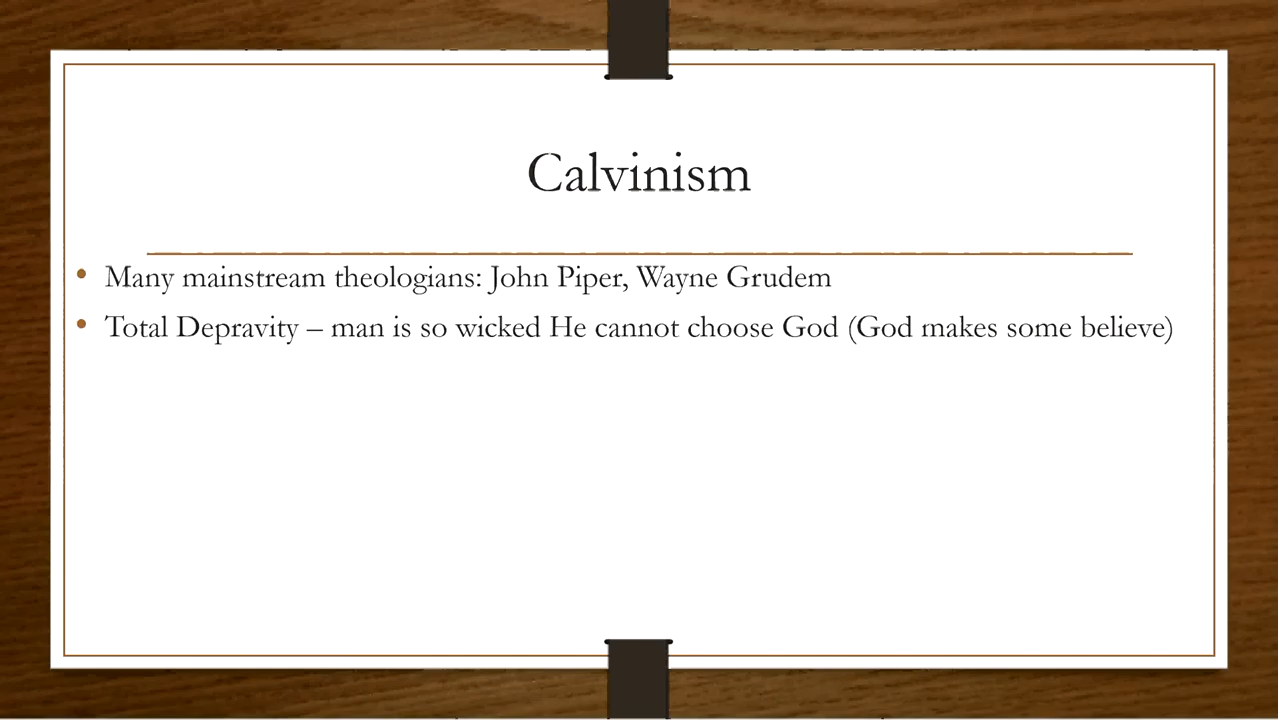 Calvinism
• Many mainstream theologians: John Piper, Wayne Grudem
• Total Depravity – man is so wicked He cannot choose God (God makes some believe)